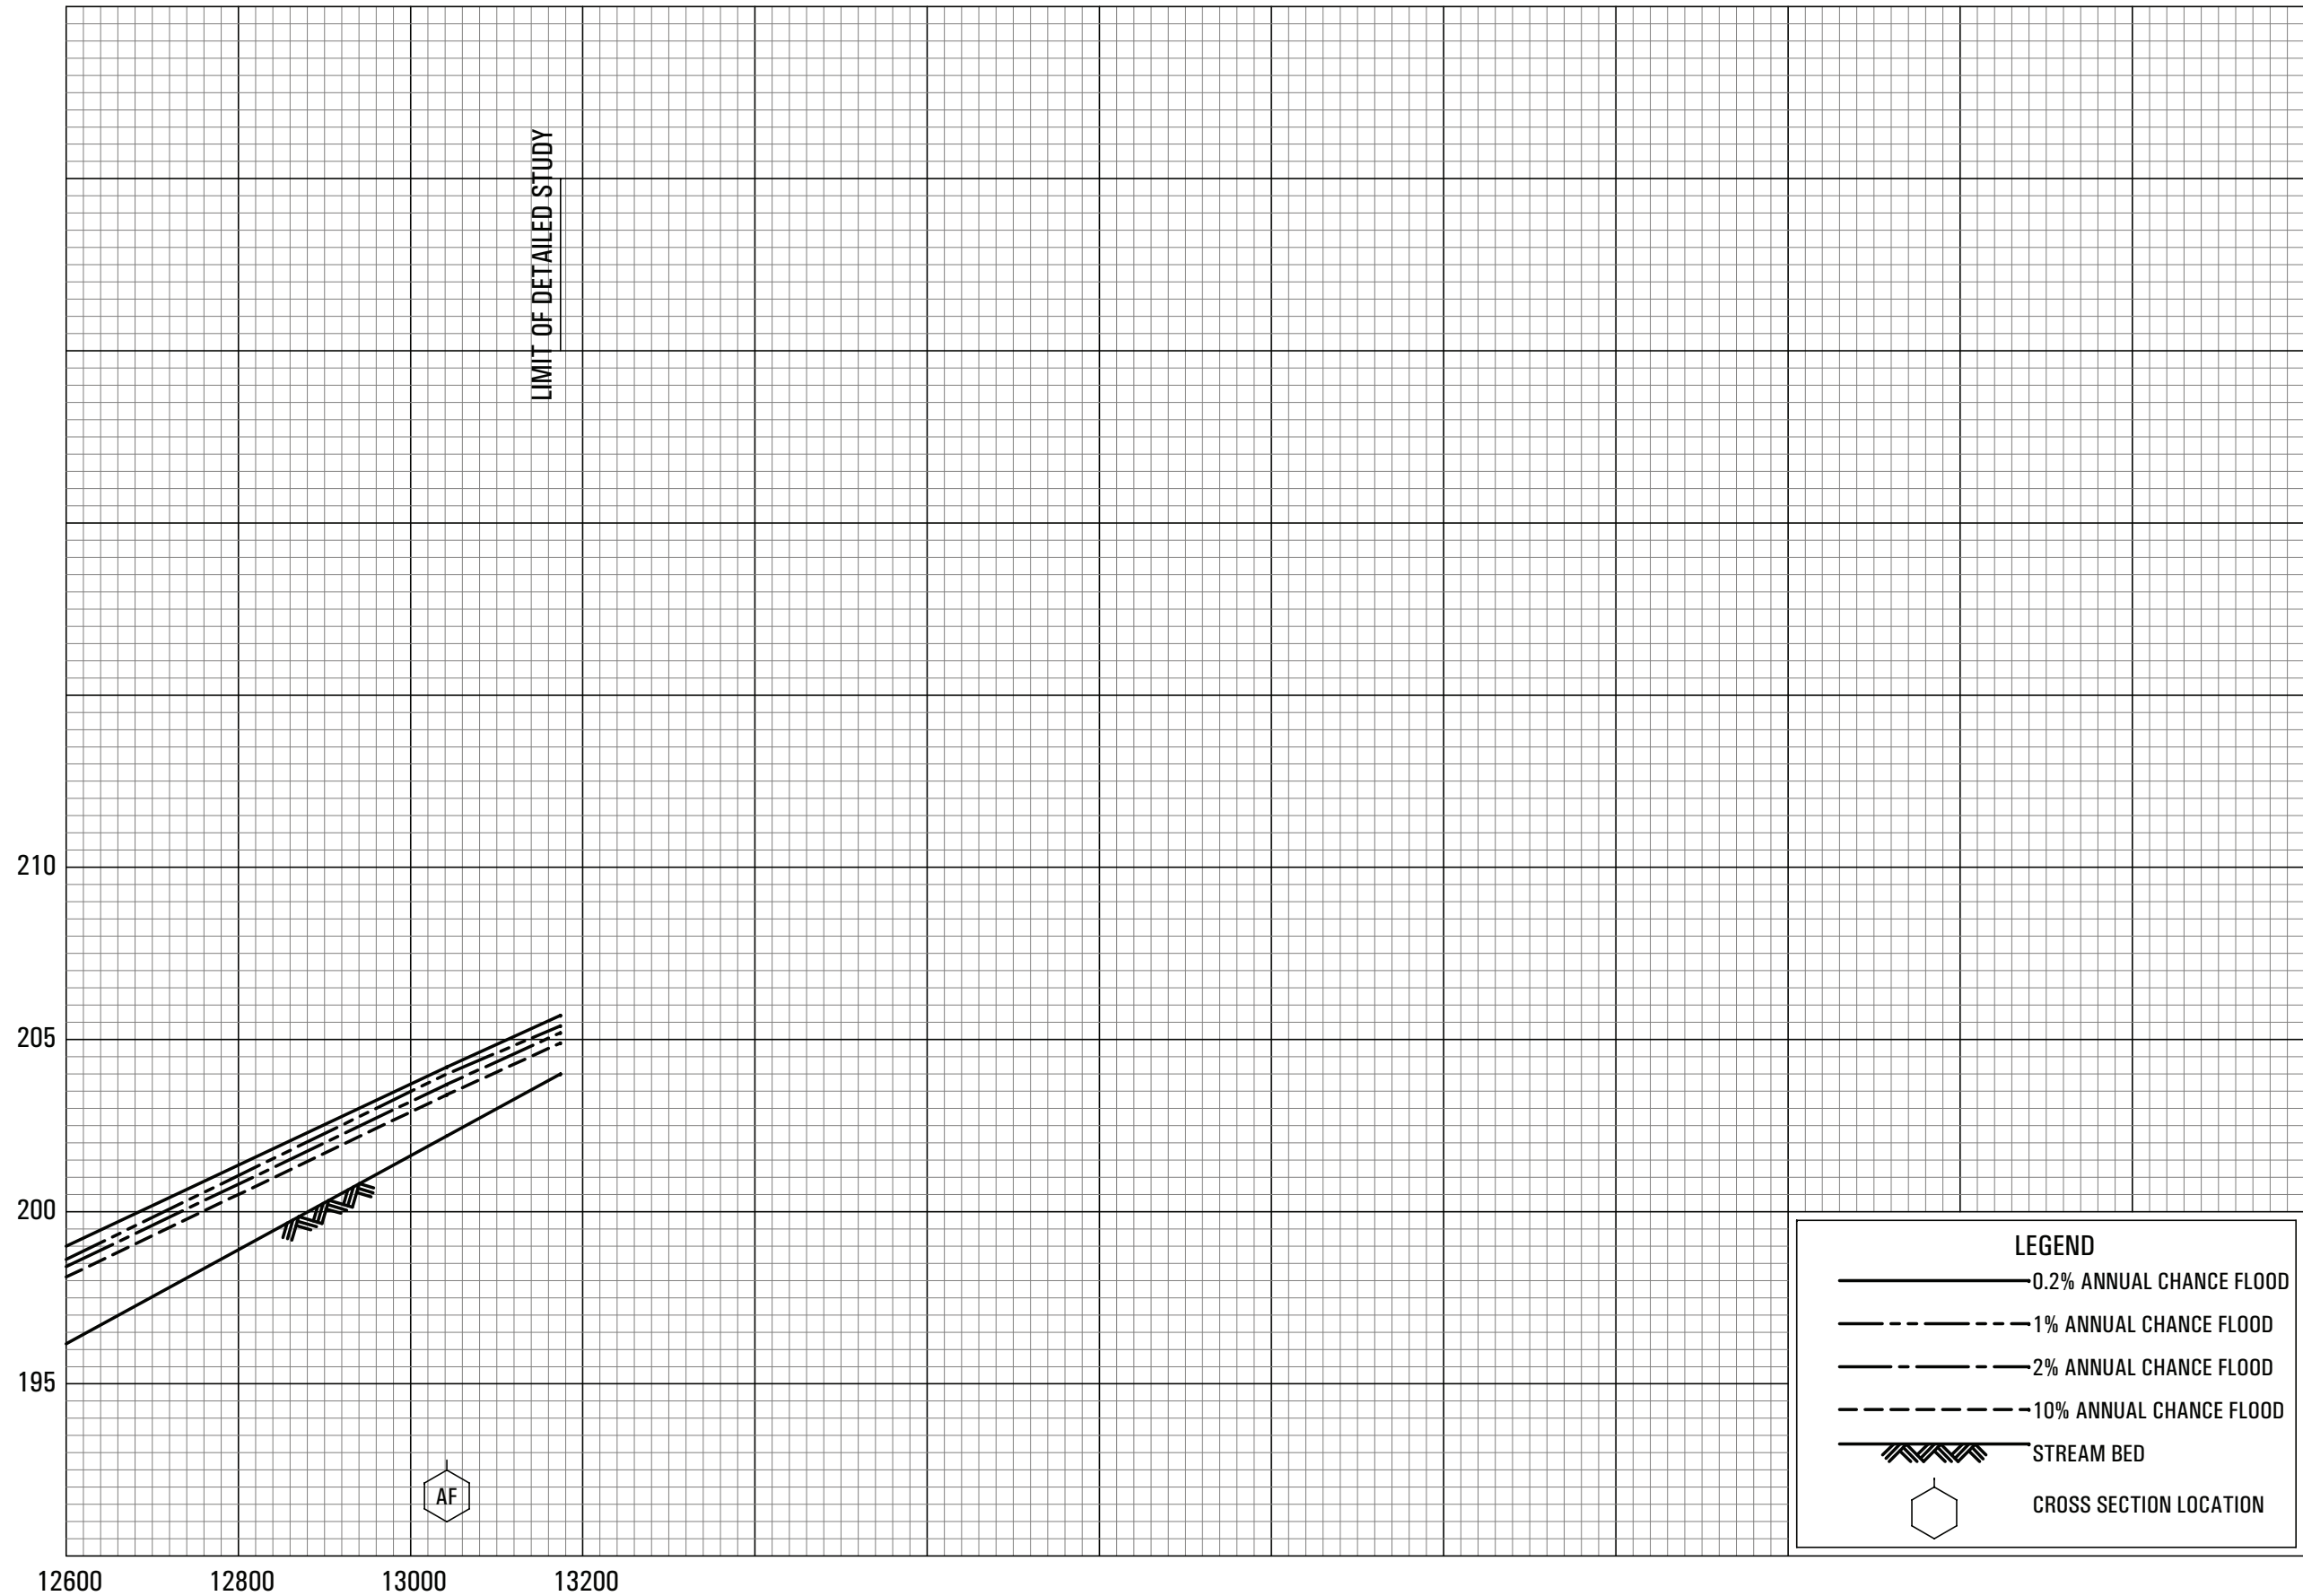 LIMIT OF DETAILED STUDY
210
205
200
195
AF
12600
12800
13000
13200
LEGEND
0.2% ANNUAL CHANCE FLOOD
1% ANNUAL CHANCE FLOOD
2% ANNUAL CHANCE FLOOD
10% ANNUAL CHANCE FLOOD
STREAM BED
CROSS SECTION LOCATION